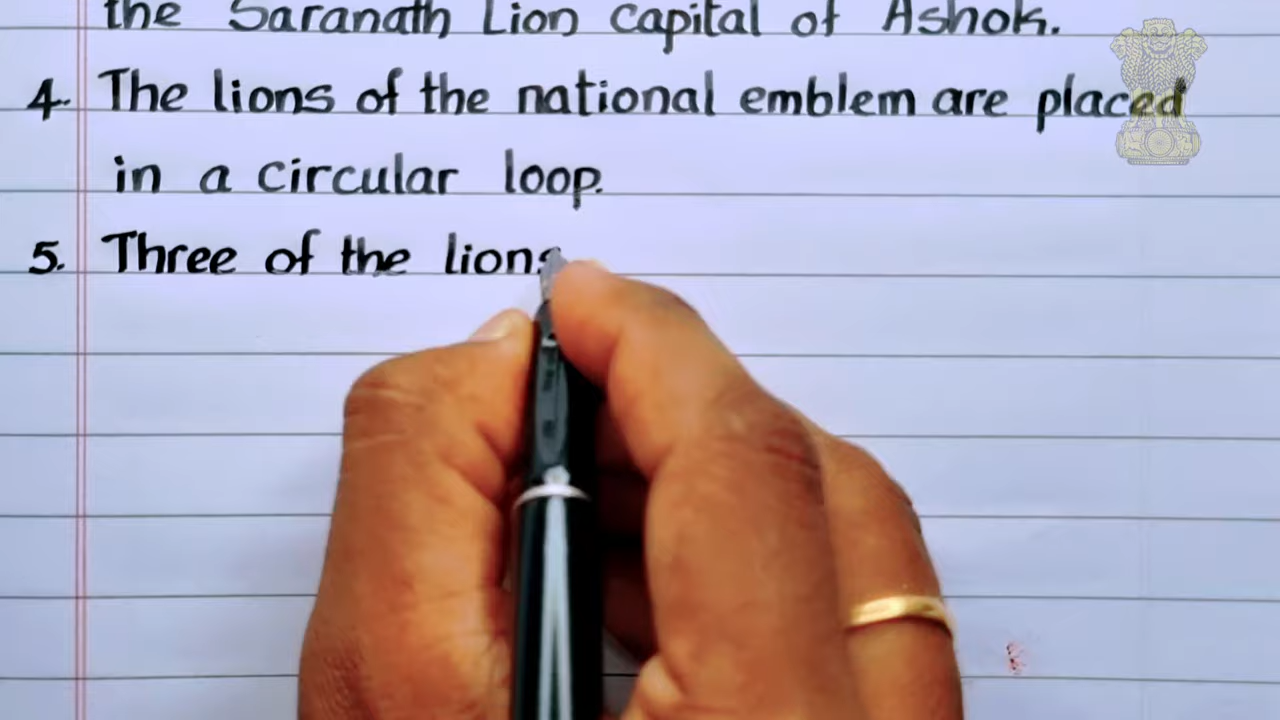 the Saranath Lion capital of Ashok.
4. The lions of the national emblem are placed
in a circular loop.
5. Three of the lions